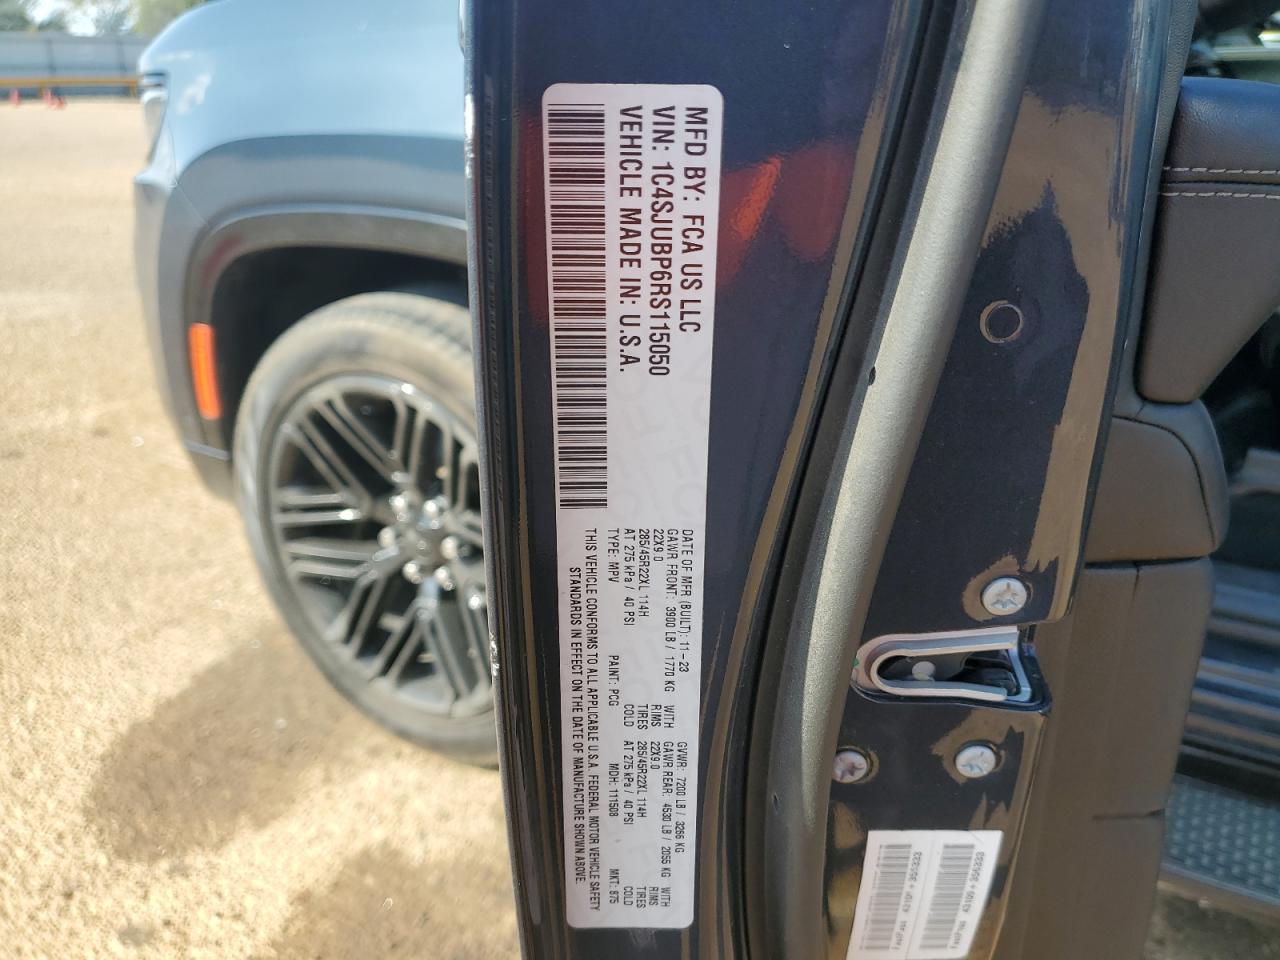 MFD BY: FCA US LLC
VIN: 1C4SJUBP6RS115050
VEHICLE MADE IN: U.S.A.
DATE OF MFR (BUILT): 11-23 GVWR: 7200 LB / 3266 KG
GAWR FRONT: 3900 LB / 1770 KG WITH GAWR REAR: 4530 LB / 2055 KG WITH
22X9.0 RIMS 22X9.0 RIMS
285/45R22XL 114H TIRES 285/45R22XL 114H TIRES
AT 275 kPa / 40 PSI COLD AT 275 kPa / 40 PSI COLD
TYPE: MPV PAINT: PCG MDH: 111508 MKT: 875
THIS VEHICLE CONFORMS TO ALL APPLICABLE U.S.A. FEDERAL MOTOR VEHICLE SAFETY
STANDARDS IN EFFECT ON THE DATE OF MANUFACTURE SHOWN ABOVE.